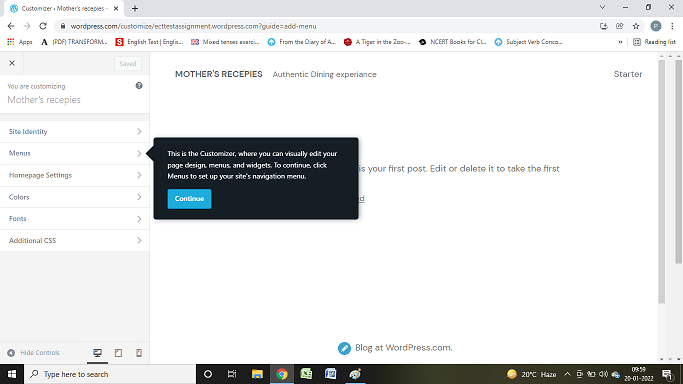 Customizer ‹ Mother's recepies –
wordpress.com/customize/ecttestassignment.wordpress.com?guide=add-menu
P
Apps
(PDF) TRANSFORM...
English Test | Englis...
Mixed tenses exerci...
From the Diary of A...
A Tiger in the Zoo-...
NCERT Books for Cl...
Subject Verb Conco...
»
Reading list
Saved
You are customizing
Mother's recepies
Site Identity
Menus
Homepage Settings
Colors
Fonts
Additional CSS
Hide Controls
MOTHER'S RECEPIES Authentic Dining experiance
Starter
This is the Customizer, where you can visually edit your
page design, menus, and widgets. To continue, click
Menus to set up your site's navigation menu.
Continue
is your first post. Edit or delete it to take the first
ed
Blog at WordPress.com.
Type here to search
20°C Haze
09:59
20-01-2022